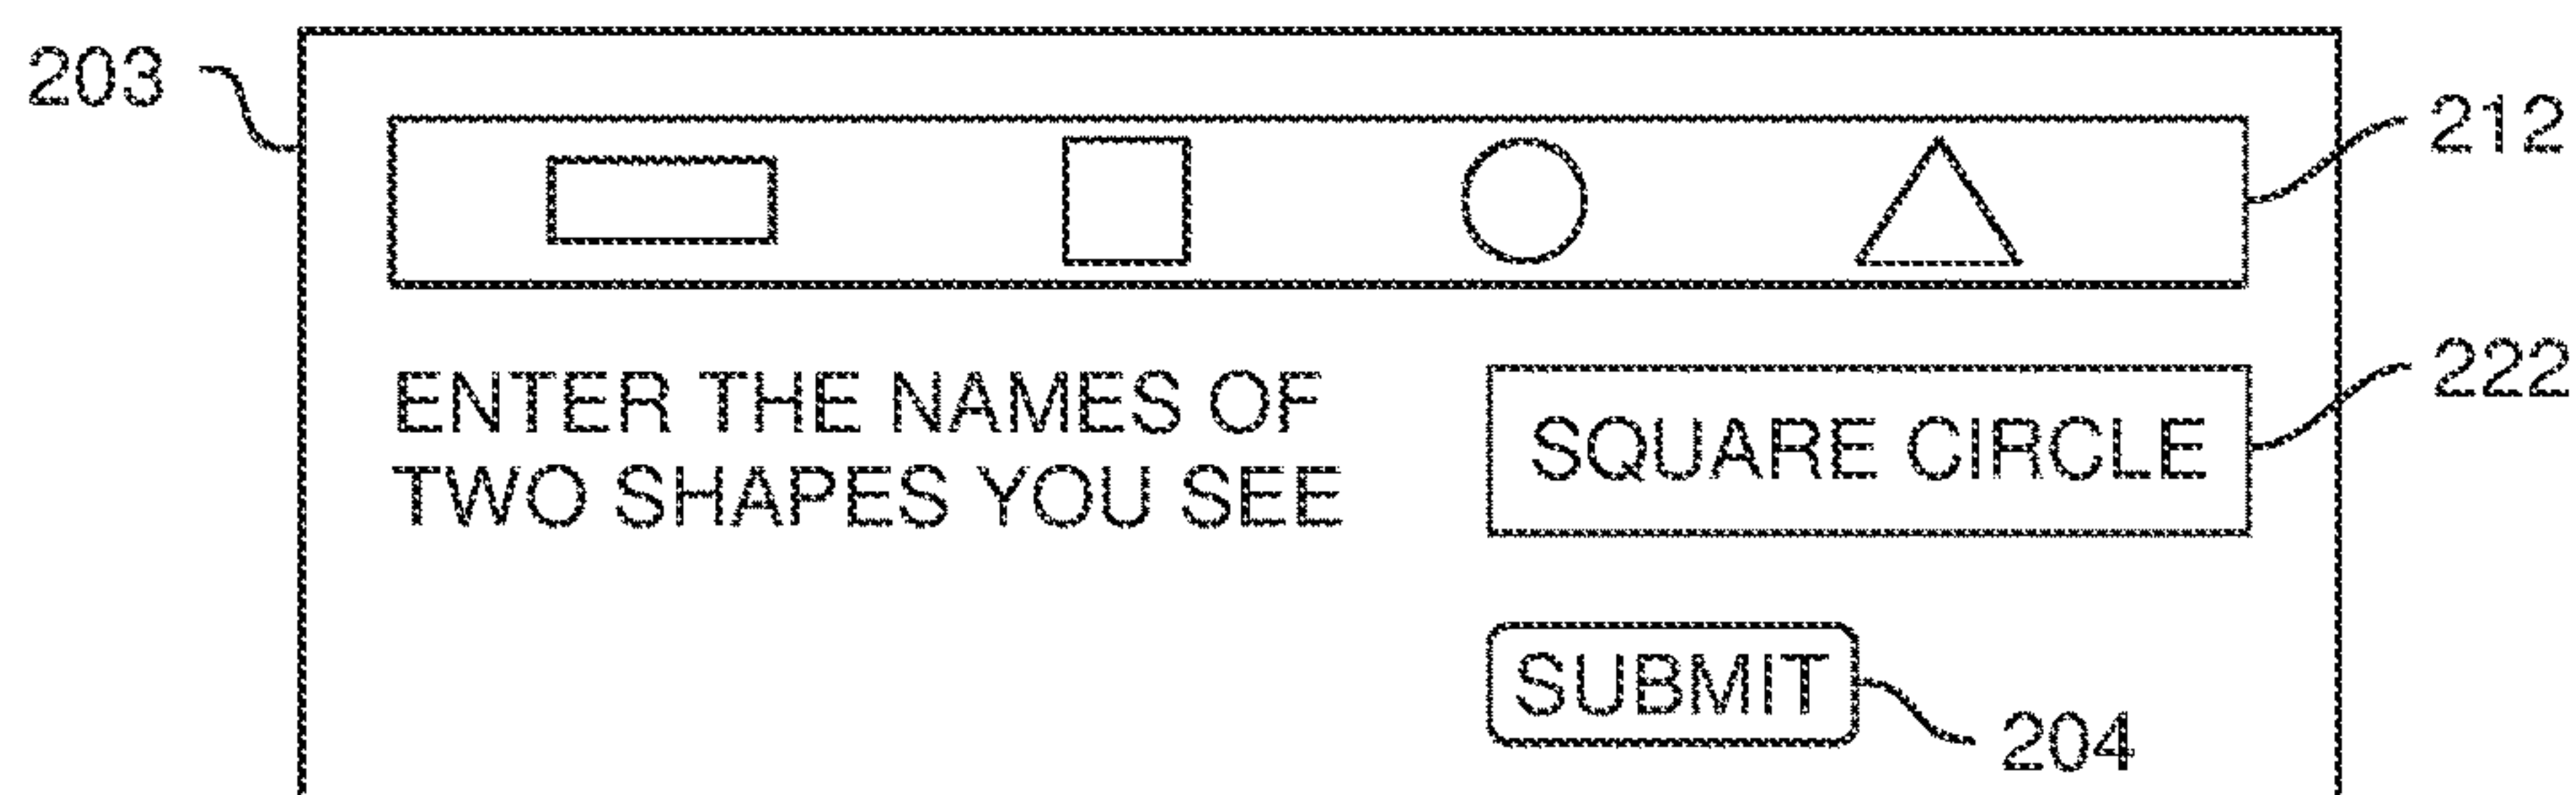 203
212
ENTER THE NAMES OF
TWO SHAPES YOU SEE
SQUARE CIRCLE
222
SUBMIT
204